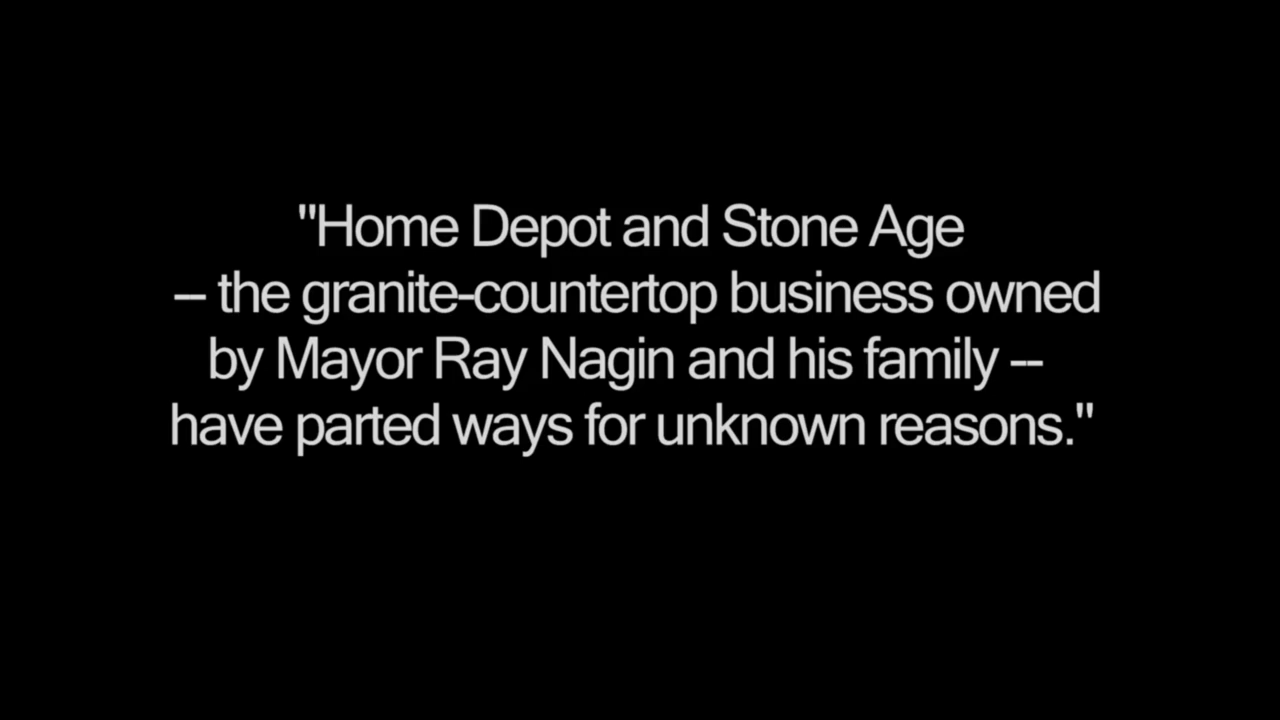 "Home Depot and Stone Age
-- the granite-countertop business owned
by Mayor Ray Nagin and his family --
have parted ways for unknown reasons."